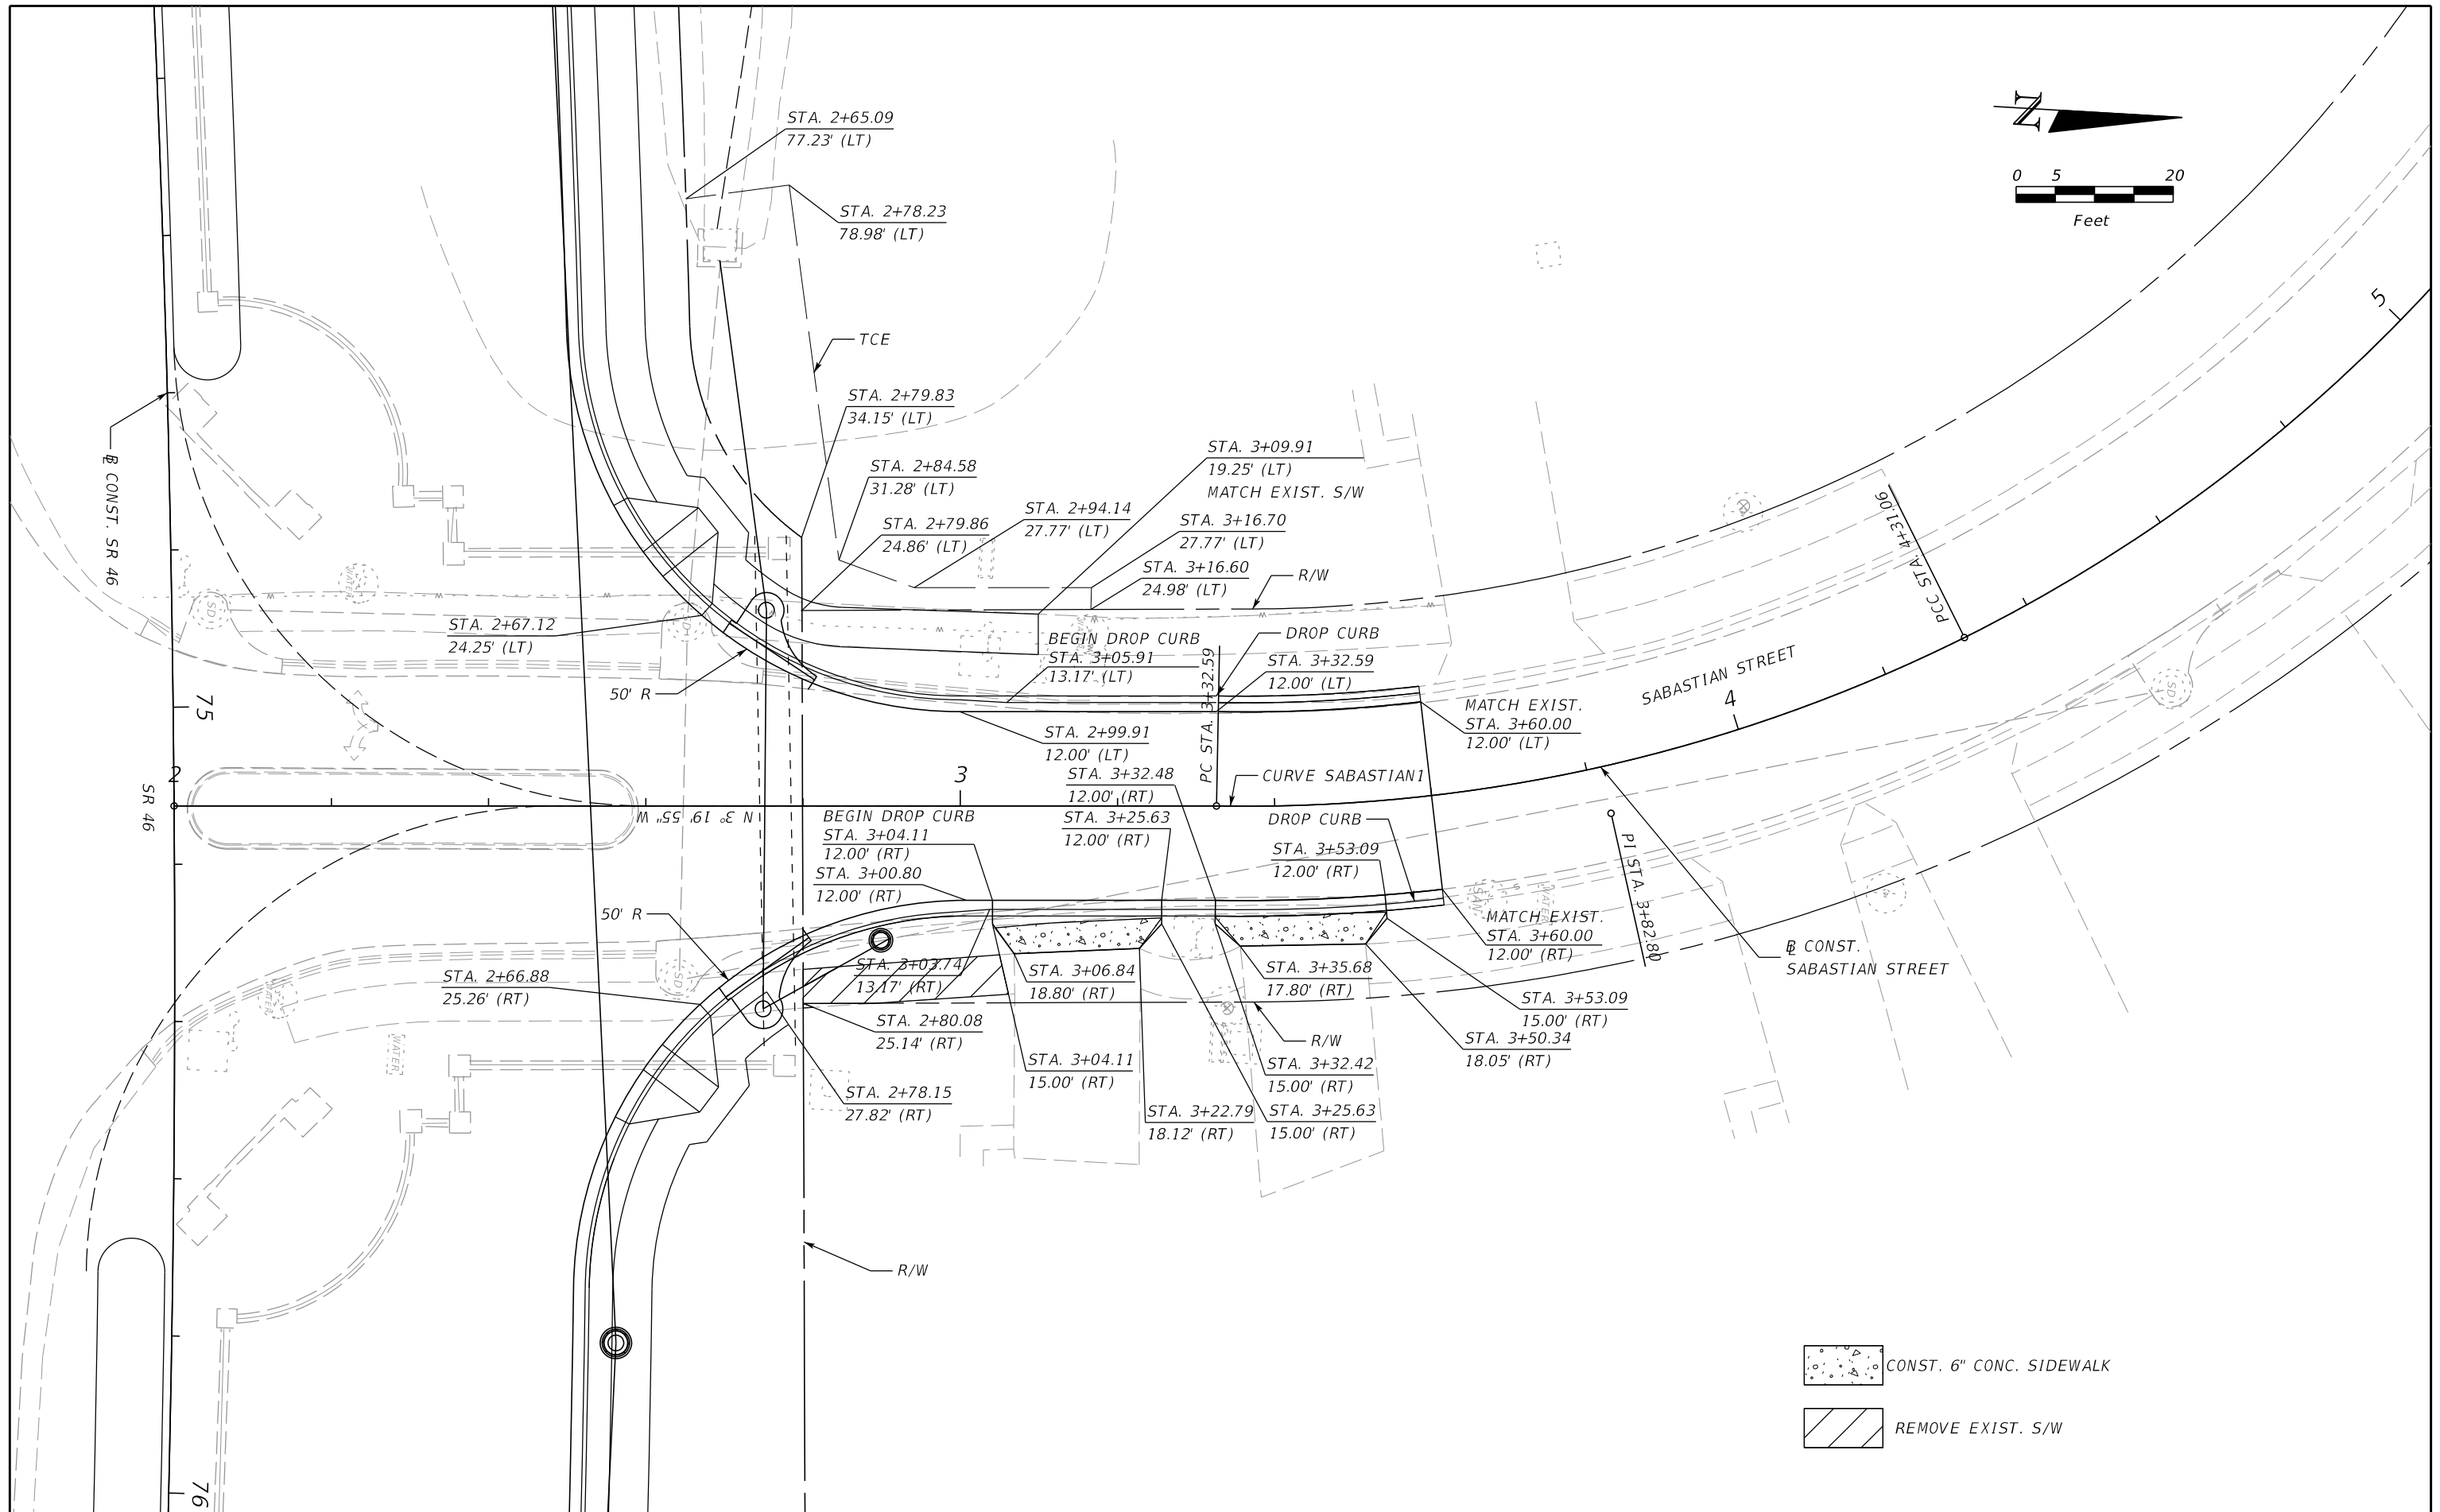 STA. 2+65.09
77.23' (LT)
STA. 2+78.23
78.98' (LT)
N
0 5 20
Feet
TCE
STA. 2+79.83
34.15' (LT)
STA. 2+84.58
31.28' (LT)
STA. 2+79.86
24.86' (LT)
STA. 2+94.14
27.77' (LT)
STA. 3+09.91
19.25' (LT)
MATCH EXIST. S/W
STA. 3+16.70
27.77' (LT)
STA. 3+16.60
24.98' (LT)
R/W
PCC STA. 4+31.06
5
BL CONST. SR 46
WATER
SD
W
W
W
W
W
W
W
SD
WATER
STA. 2+67.12
24.25' (LT)
50' R
BEGIN DROP CURB
STA. 3+05.91
13.17' (LT)
DROP CURB
STA. 3+32.59
12.00' (LT)
PC STA. 3+32.59
SABASTIAN STREET
4
SD
MATCH EXIST.
STA. 3+60.00
12.00' (LT)
75
STA. 2+99.91
12.00' (LT)
2
SR 46
3
STA. 3+32.48
12.00' (RT)
CURVE SABASTIAN1
N 3° 19' 55" W
BEGIN DROP CURB
STA. 3+04.11
12.00' (RT)
STA. 3+25.63
12.00' (RT)
DROP CURB
STA. 3+53.09
12.00' (RT)
STA. 3+00.80
12.00' (RT)
PI STA. 3+82.80
50' R
SAN
S
WATER
MATCH EXIST.
STA. 3+60.00
12.00' (RT)
BL CONST.
SABASTIAN STREET
STA. 2+66.88
25.26' (RT)
SD
WATER
STA. 3+03.74
13.17' (RT)
STA. 3+06.84
18.80' (RT)
STA. 3+35.68
17.80' (RT)
STA. 3+53.09
15.00' (RT)
STA. 2+80.08
25.14' (RT)
R/W
STA. 3+50.34
18.05' (RT)
WATER
STA. 3+04.11
15.00' (RT)
STA. 3+32.42
15.00' (RT)
STA. 2+78.15
27.82' (RT)
STA. 3+22.79
18.12' (RT)
STA. 3+25.63
15.00' (RT)
R/W
CONST. 6" CONC. SIDEWALK
REMOVE EXIST. S/W
76